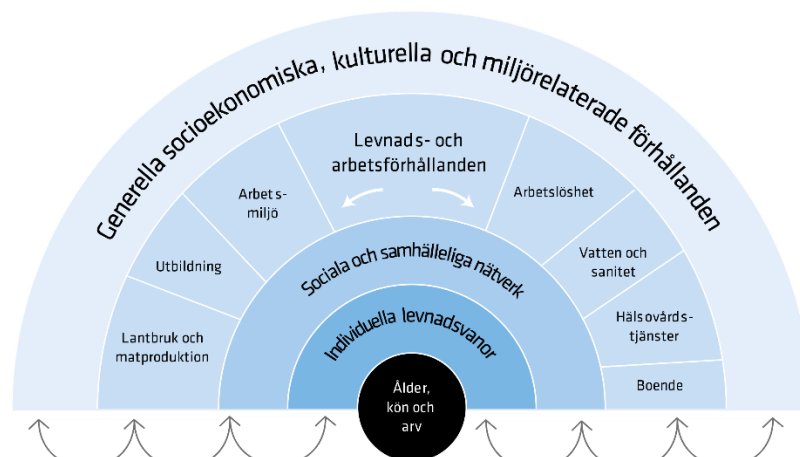 Generella socioekonomiska, kulturella och miljörelaterade förhållanden
Levnads- och
arbetsförhållanden
Arbets-
miljö
Arbetslöshet
Utbildning
Vatten och
sanitet
Lantbruk och
matproduktion
Hälsovårds-
tjänster
Boende
Sociala och samhälleliga nätverk
Individuella levnadsvanor
Ålder,
kön och
arv